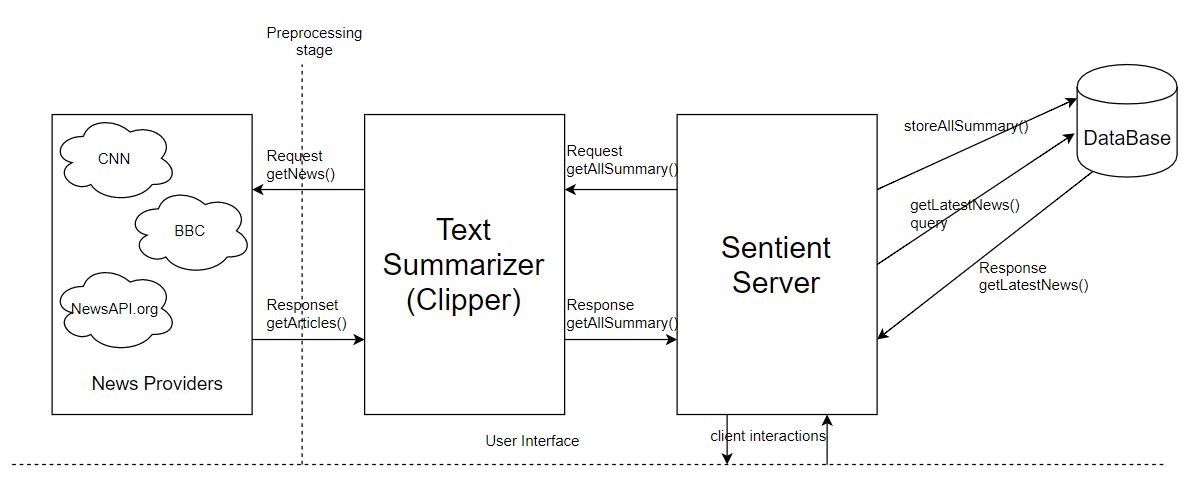 Preprocessing
stage
CNN
BBC
NewsAPI.org
News Providers
Request
getNews()
Responset
getArticles()
Text
Summarizer
(Clipper)
Request
getAllSummary()
Response
getAllSummary()
Sentient
Server
storeAllSummary()
DataBase
getLatestNews()
query
Response
getLatestNews()
User Interface
client interactions